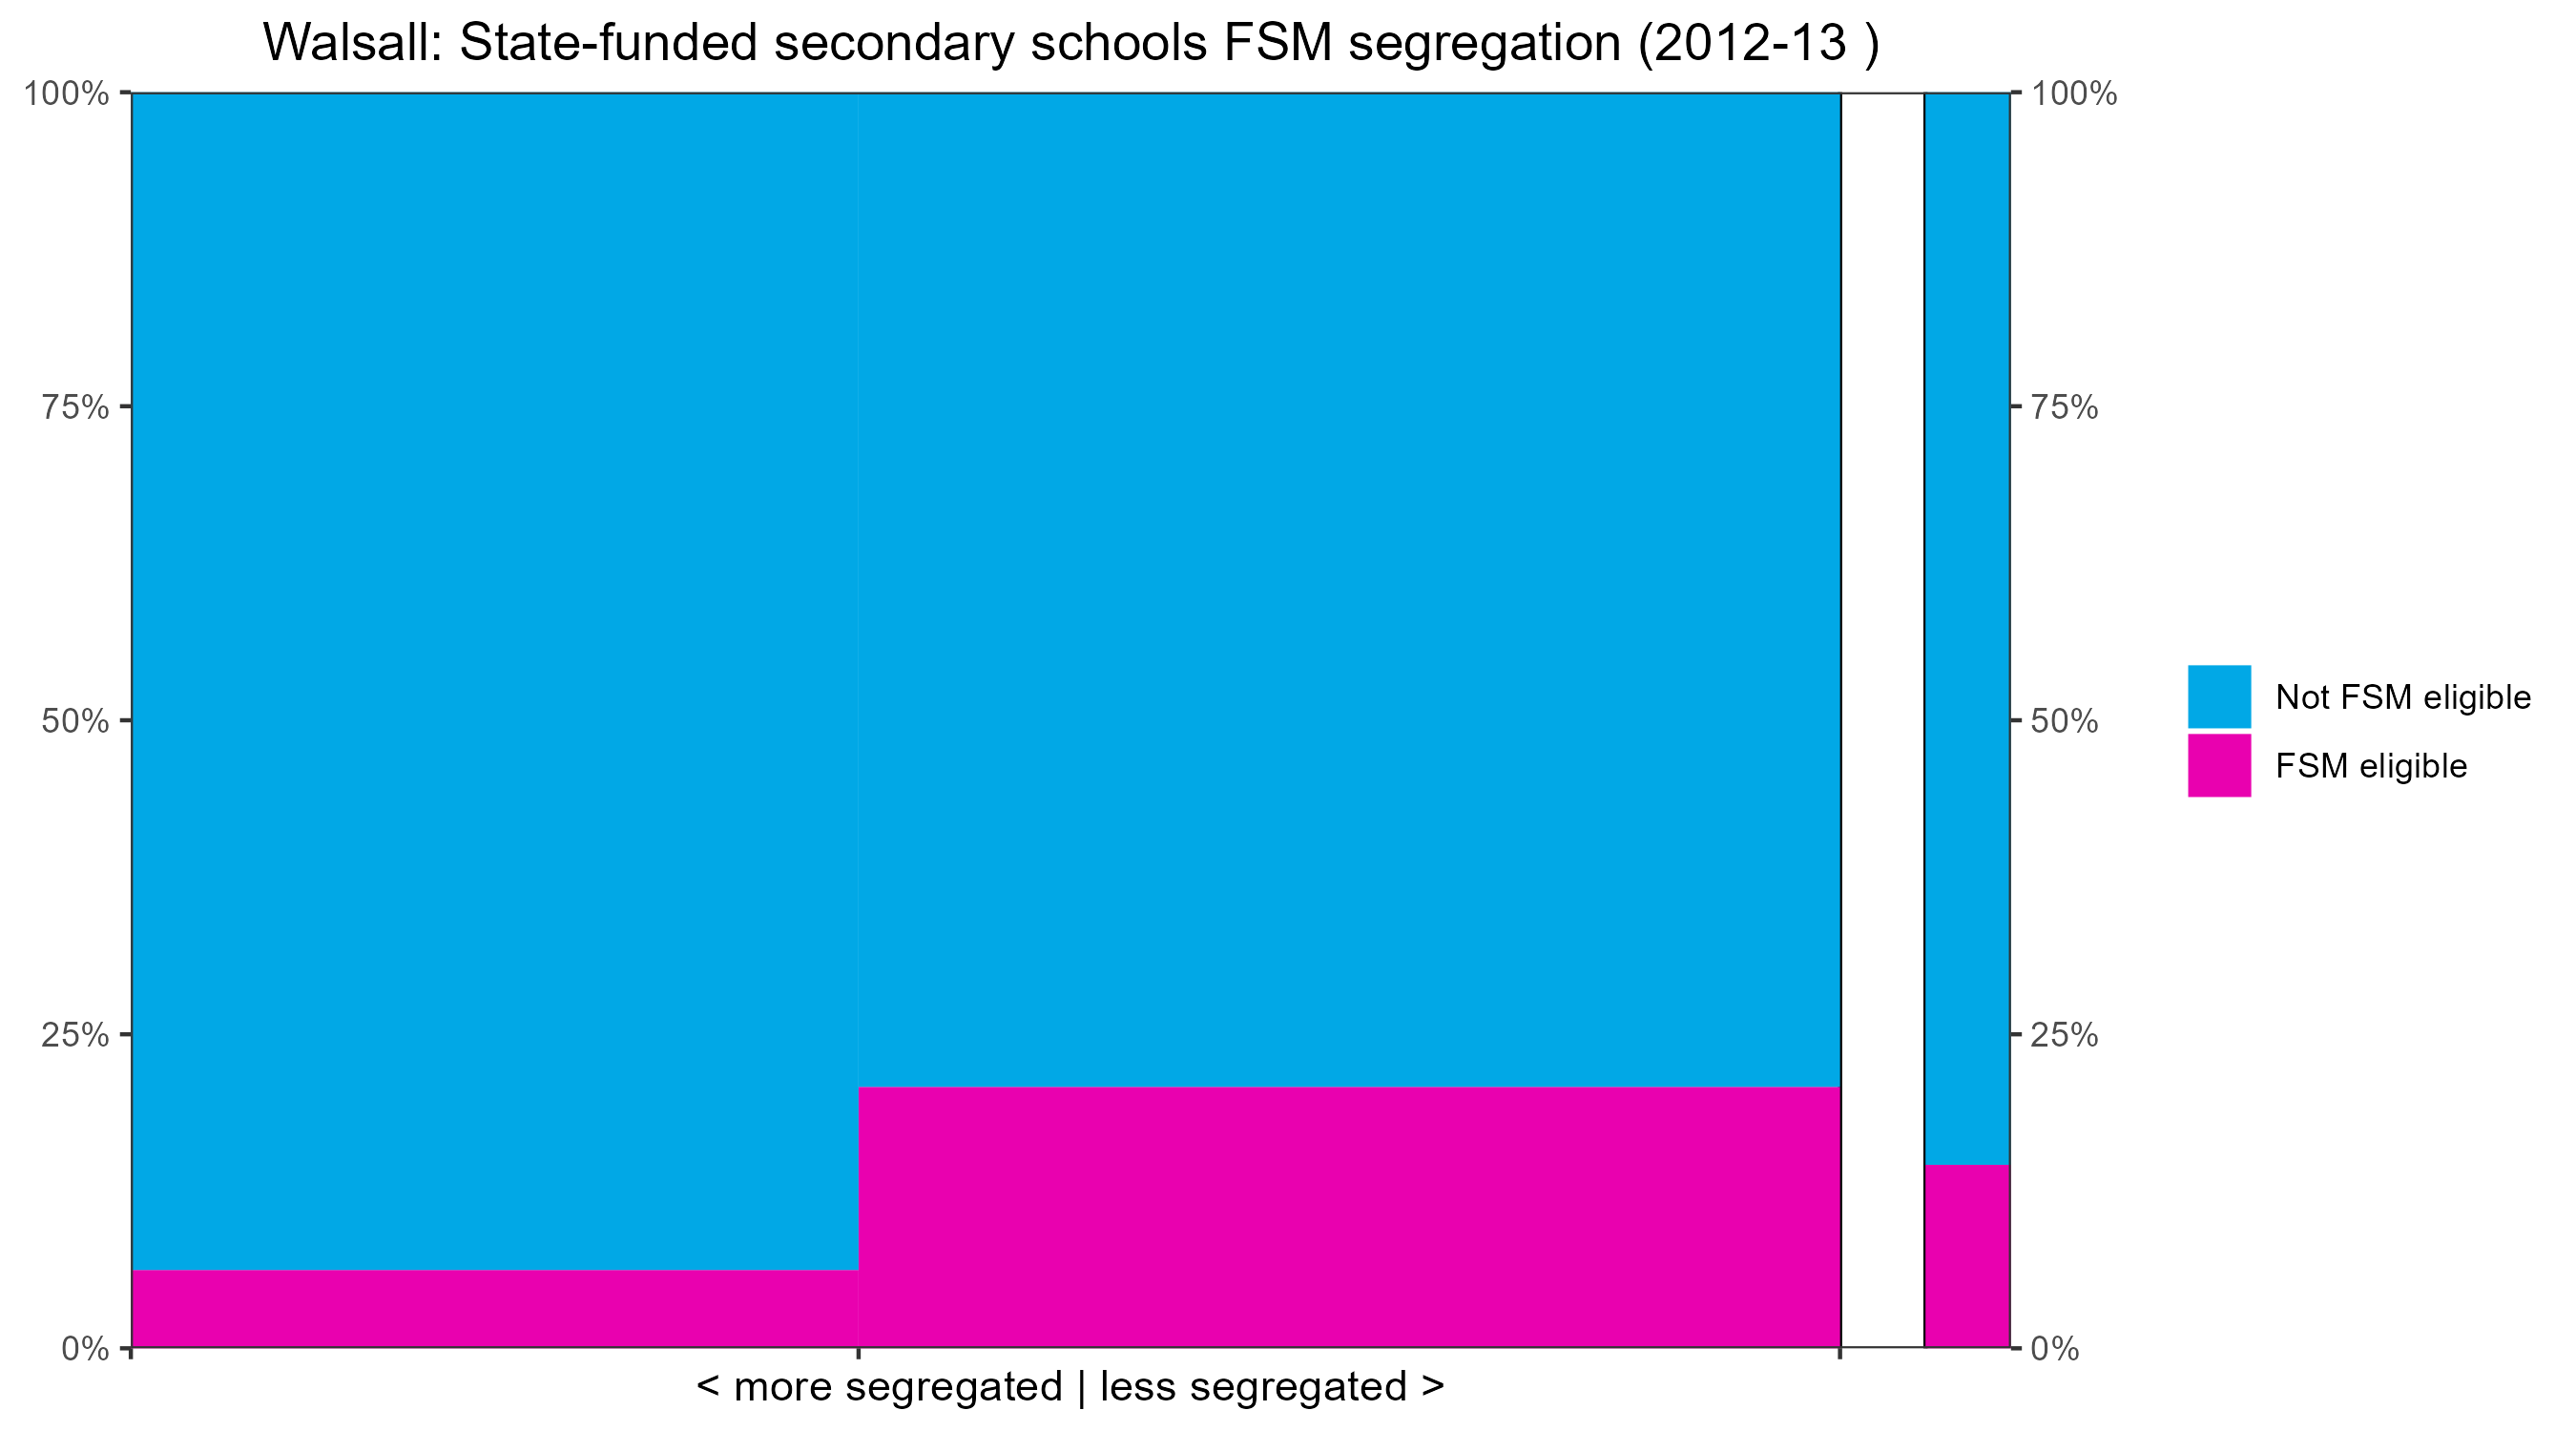 Walsall: State-funded secondary schools FSM segregation (2012-13 )
100%
75%
50%
25%
0%
100%
75%
50%
25%
0%
Not FSM eligible
FSM eligible
< more segregated | less segregated >